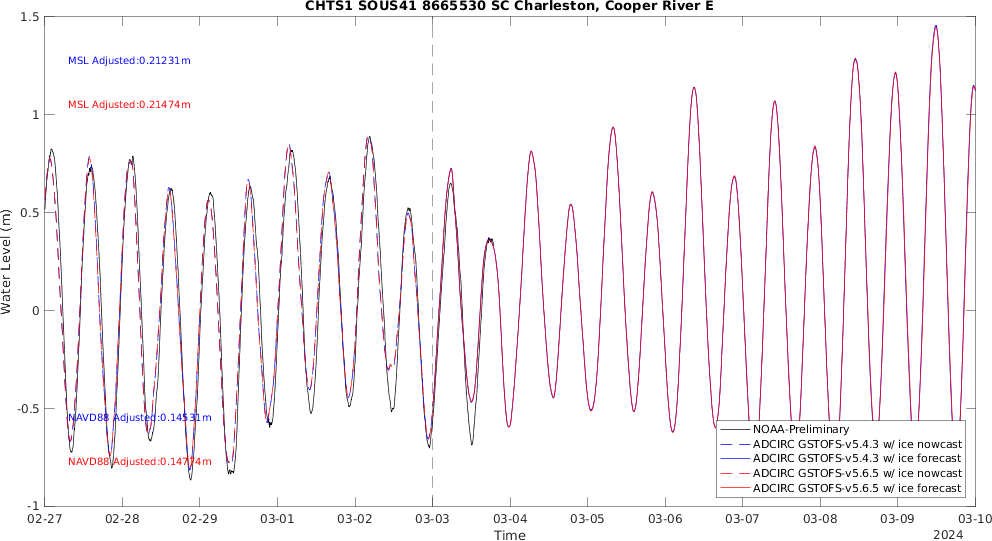 CHTS1 SOUS41 8665530 SC Charleston, Cooper River E
1.5
1
0.5
0
-0.5
-1
Water Level (m)
MSL Adjusted:0.21231m
MSL Adjusted:0.21474m
NAVD88 Adjusted:0.14531m
NAVD88 Adjusted:0.14774m
NOAA-Preliminary
ADCIRC GSTOFS-v5.4.3 w/ ice nowcast
ADCIRC GSTOFS-v5.4.3 w/ ice forecast
ADCIRC GSTOFS-v5.6.5 w/ ice nowcast
ADCIRC GSTOFS-v5.6.5 w/ ice forecast
02-27 02-28 02-29 03-01 03-02 03-03 03-04 03-05 03-06 03-07 03-08 03-09 03-10
Time
2024